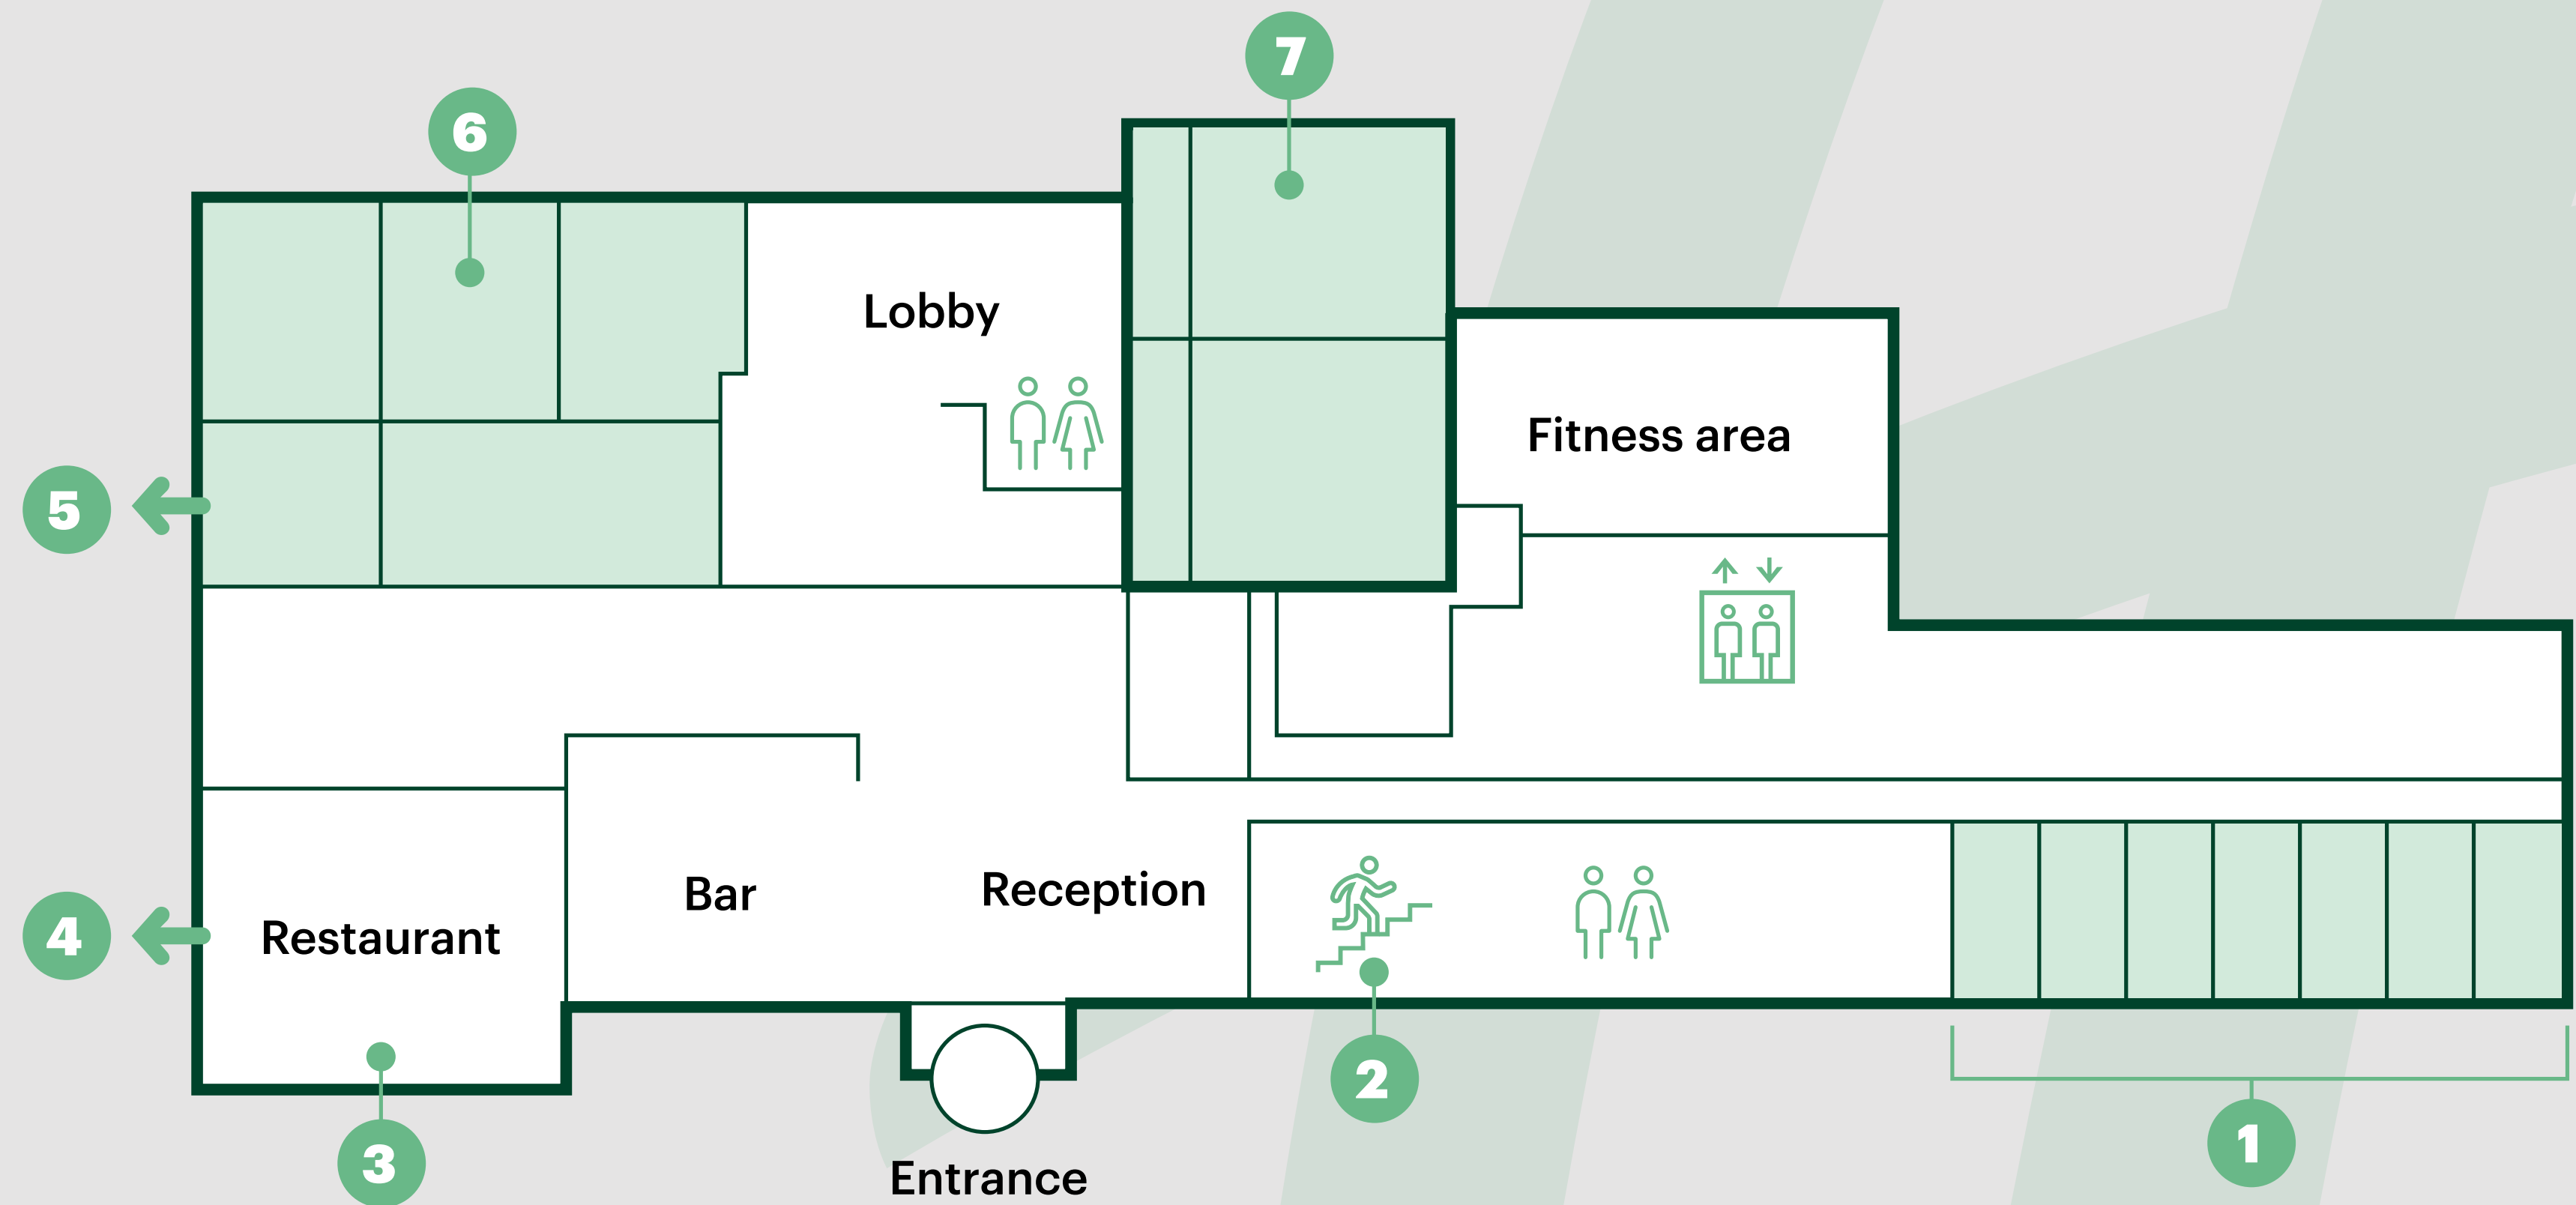 7
6
Lobby
Fitness area
5
Reception
Bar
Restaurant
4
2
1
3
Entrance